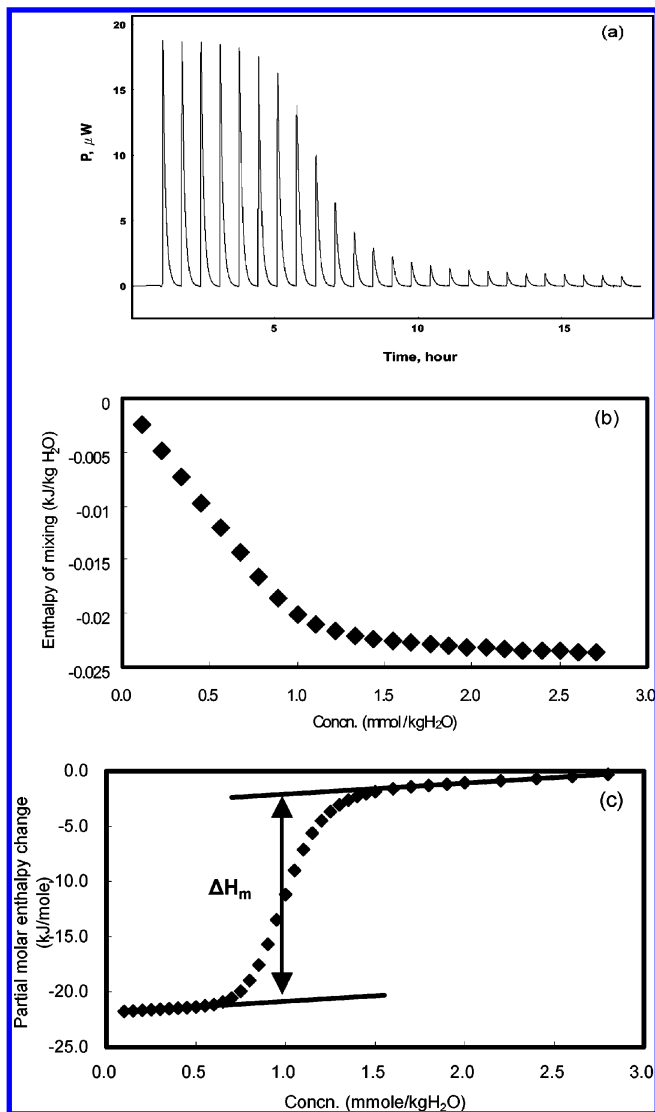 (a)
20
15
10
5
0
P, μW
5
10
15
Time, hour
(b)
0
-0.005
-0.01
-0.015
-0.02
-0.025
Enthalpy of mixing (kJ/kg H₂O)
0.0 0.5 1.0 1.5 2.0 2.5 3.0
Concn. (mmol/kgH₂O)
(c)
0.0
-5.0
-10.0
-15.0
-20.0
-25.0
Partial molar enthalpy change
(kJ/mole)
ΔHₘ
0.0 0.5 1.0 1.5 2.0 2.5 3.0
Concn. (mmole/kgH₂O)